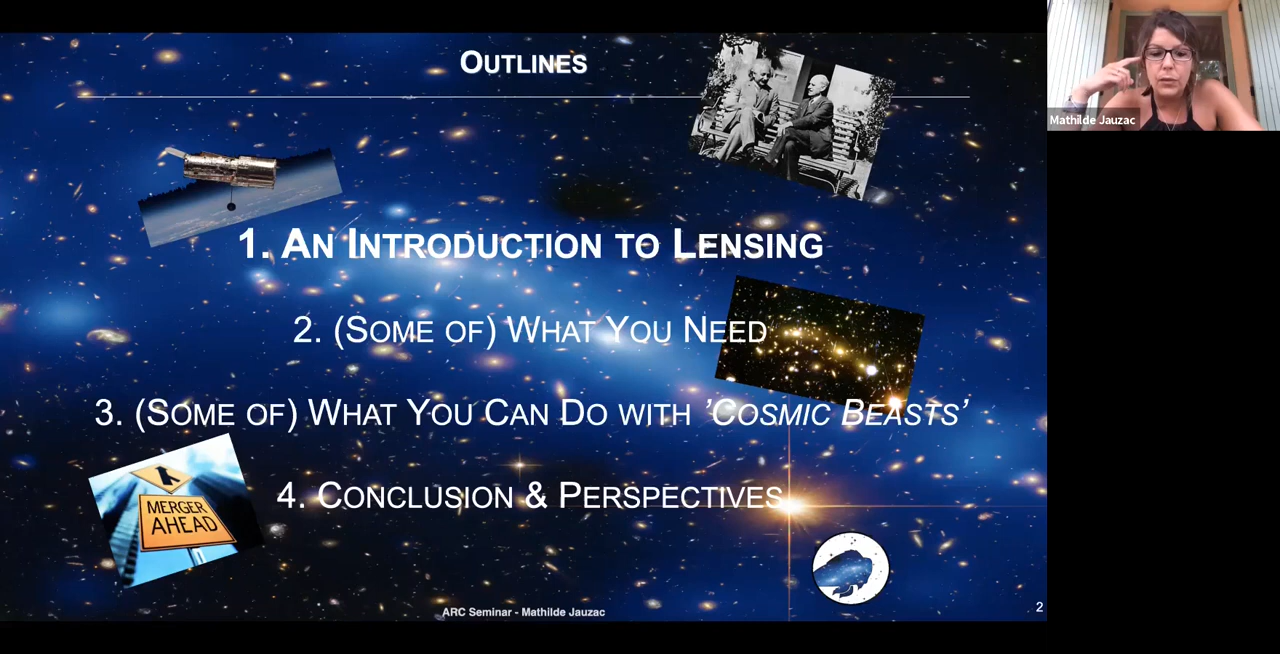 OUTLINES
1. AN INTRODUCTION TO LENSING
2. (SOME OF) WHAT YOU NEED
3. (SOME OF) WHAT YOU CAN DO WITH 'COSMIC BEASTS'
4. CONCLUSION & PERSPECTIVES
MERGER
AHEAD
ARC Seminar - Mathilde Jauzac
2
Mathilde Jauzac